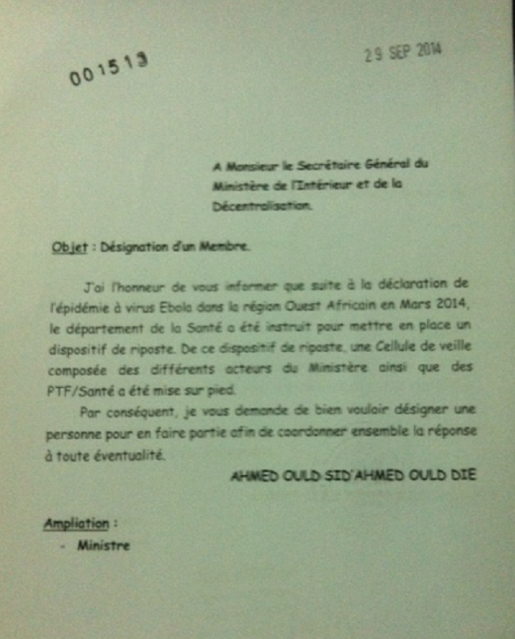 001513
29 SEP 2014
A Monsieur le Secrétaire Général du
Ministère de l'Intérieur et de la
Décentralisation.
Objet : Désignation d'un Membre.
J'ai l'honneur de vous informer que suite à la déclaration de
l'épidémie à virus Ebola dans la région Ouest Africain en Mars 2014,
le département de la Santé a été instruit pour mettre en place un
dispositif de riposte. De ce dispositif de riposte, une Cellule de veille
composée des différents acteurs du Ministère ainsi que des
PTF/Santé a été mise sur pied.
Par conséquent, je vous demande de bien vouloir désigner une
personne pour en faire partie afin de coordonner ensemble la réponse
à toute éventualité.
AHMED OULD SID'AHMED OULD DIE
Ampliation :
- Ministre